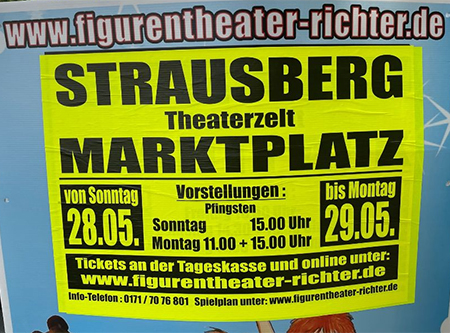 www.figurentheater-richter.de
STRAUSBERG
Theaterzelt
MARKTPLATZ
von Sonntag
28.05.
Vorstellungen :
Pfingsten
Sonntag 15.00 Uhr
Montag 11.00 + 15.00 Uhr
bis Montag
29.05.
Tickets an der Tageskasse und online unter:
www.figurentheater-richter.de
Info-Telefon : 0171 / 70 76 801 Spielplan unter: www.figurentheater-richter.de